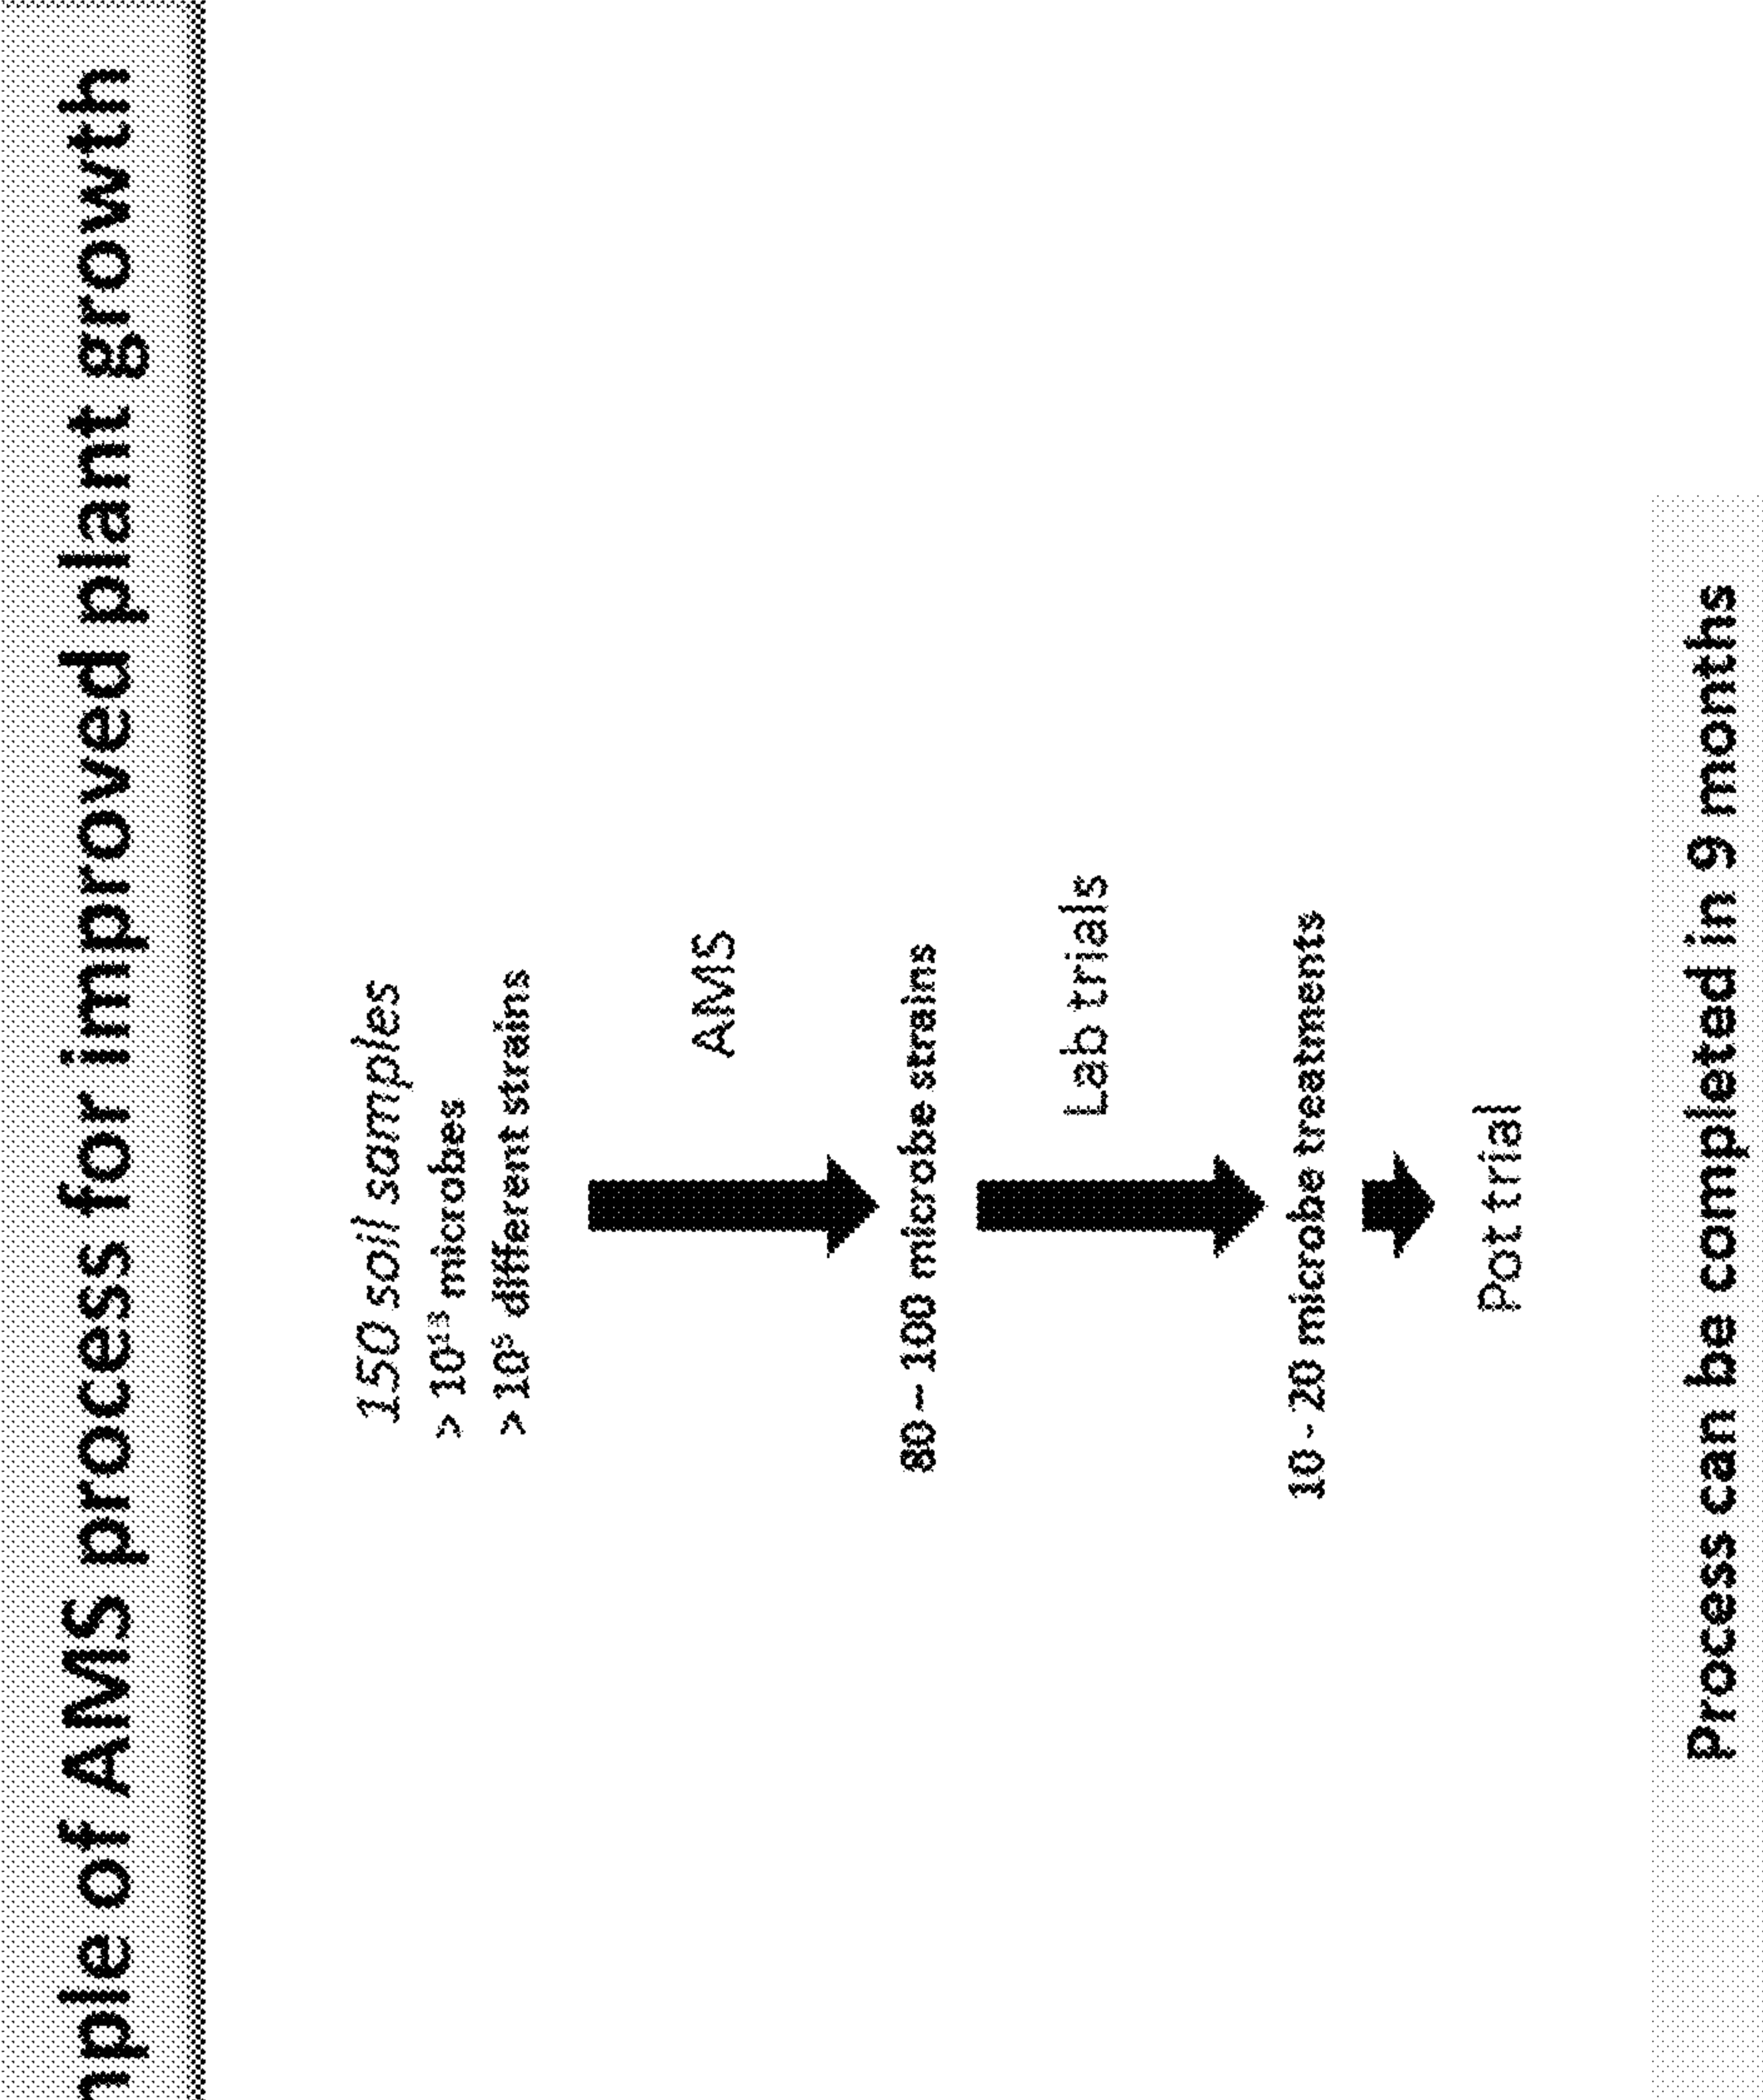 mple of AMS process for improved plant growth
150 soil samples
> 10¹³ microbes
> 10⁵ different strains
AMS
80 – 100 microbe strains
Lab trials
10 - 20 microbe treatments
Pot trial
Process can be completed in 9 months